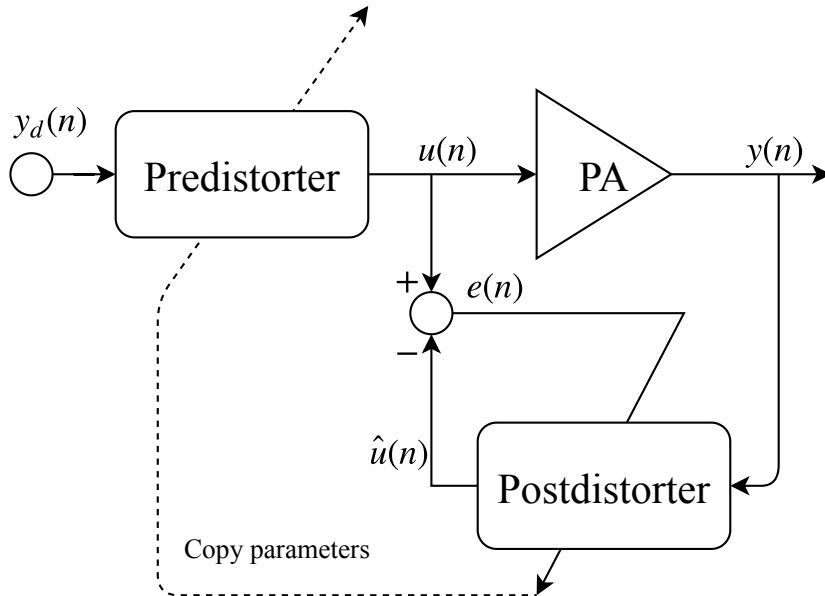 y_d(n)
Predistorter
u(n)
PA
y(n)
+
e(n)
−
û(n)
Postdistorter
Copy parameters